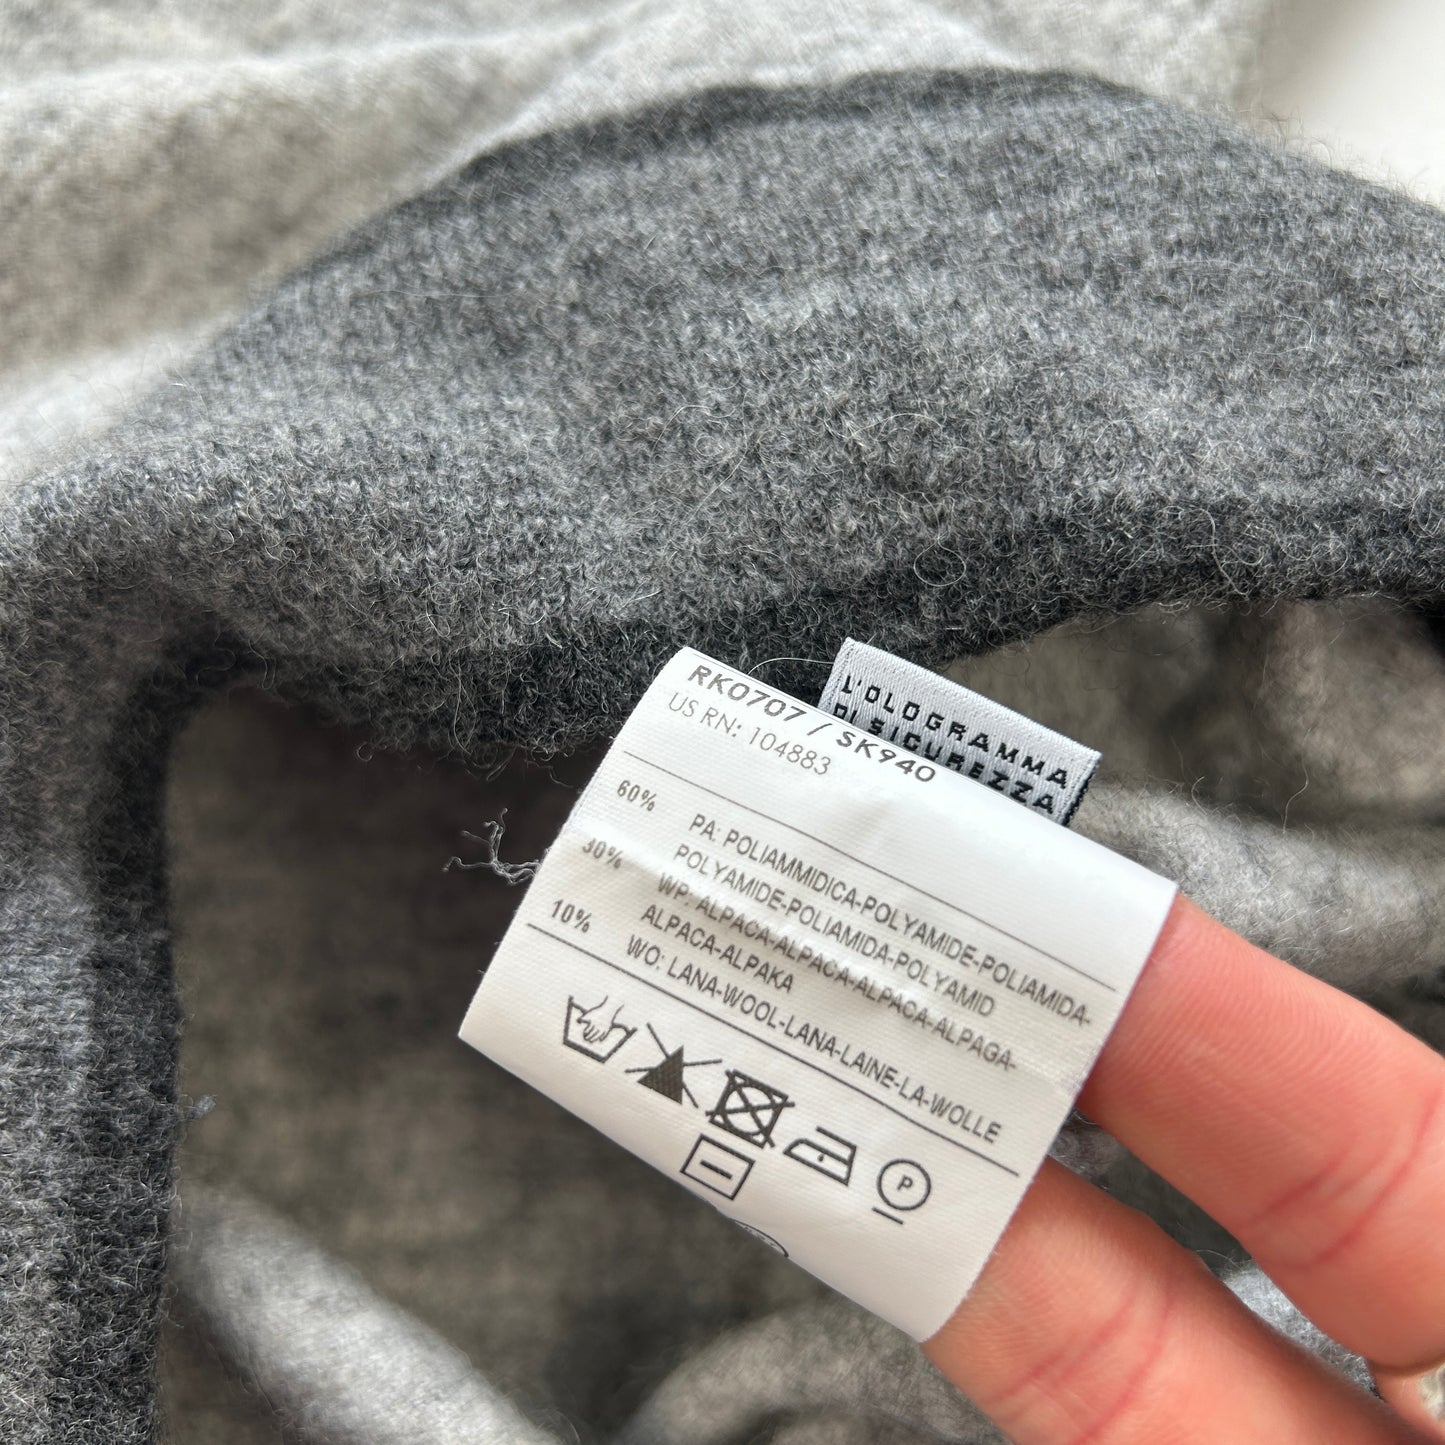 L'OLOGRAMMA
DI SICUREZZA
RK0707 / SK940
US RN: 104883
60% PA: POLIAMMIDICA-POLYAMIDE-POLIAMIDA-
POLYAMIDE-POLIAMIDA-POLYAMID
30% WP: ALPACA-ALPACA-ALPACA-ALPAGA-
ALPACA-ALPAKA
10% WO: LANA-WOOL-LANA-LAINE-LA-WOLLE
P